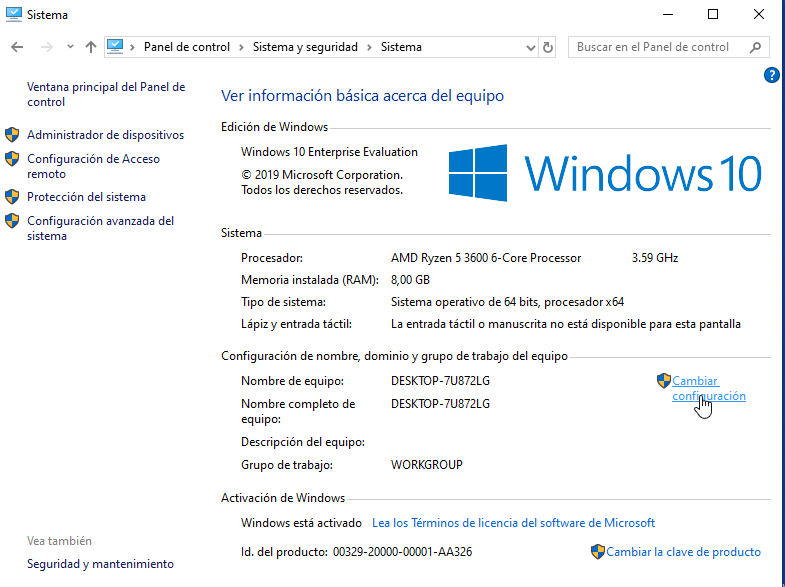 Sistema
Panel de control
Sistema y seguridad
Sistema
Buscar en el Panel de control
?
Ventana principal del Panel de
control
Administrador de dispositivos
Configuración de Acceso
remoto
Protección del sistema
Configuración avanzada del
sistema
Vea también
Seguridad y mantenimiento
Ver información básica acerca del equipo
Edición de Windows
Windows 10 Enterprise Evaluation
© 2019 Microsoft Corporation.
Todos los derechos reservados.
Windows 10
Sistema
Procesador: AMD Ryzen 5 3600 6-Core Processor 3.59 GHz
Memoria instalada (RAM): 8,00 GB
Tipo de sistema: Sistema operativo de 64 bits, procesador x64
Lápiz y entrada táctil: La entrada táctil o manuscrita no está disponible para esta pantalla
Configuración de nombre, dominio y grupo de trabajo del equipo
Nombre de equipo: DESKTOP-7U872LG
Cambiar
configuración
Nombre completo de
equipo: DESKTOP-7U872LG
Descripción del equipo:
Grupo de trabajo: WORKGROUP
Activación de Windows
Windows está activado Lea los Términos de licencia del software de Microsoft
Id. del producto: 00329-20000-00001-AA326 Cambiar la clave de producto